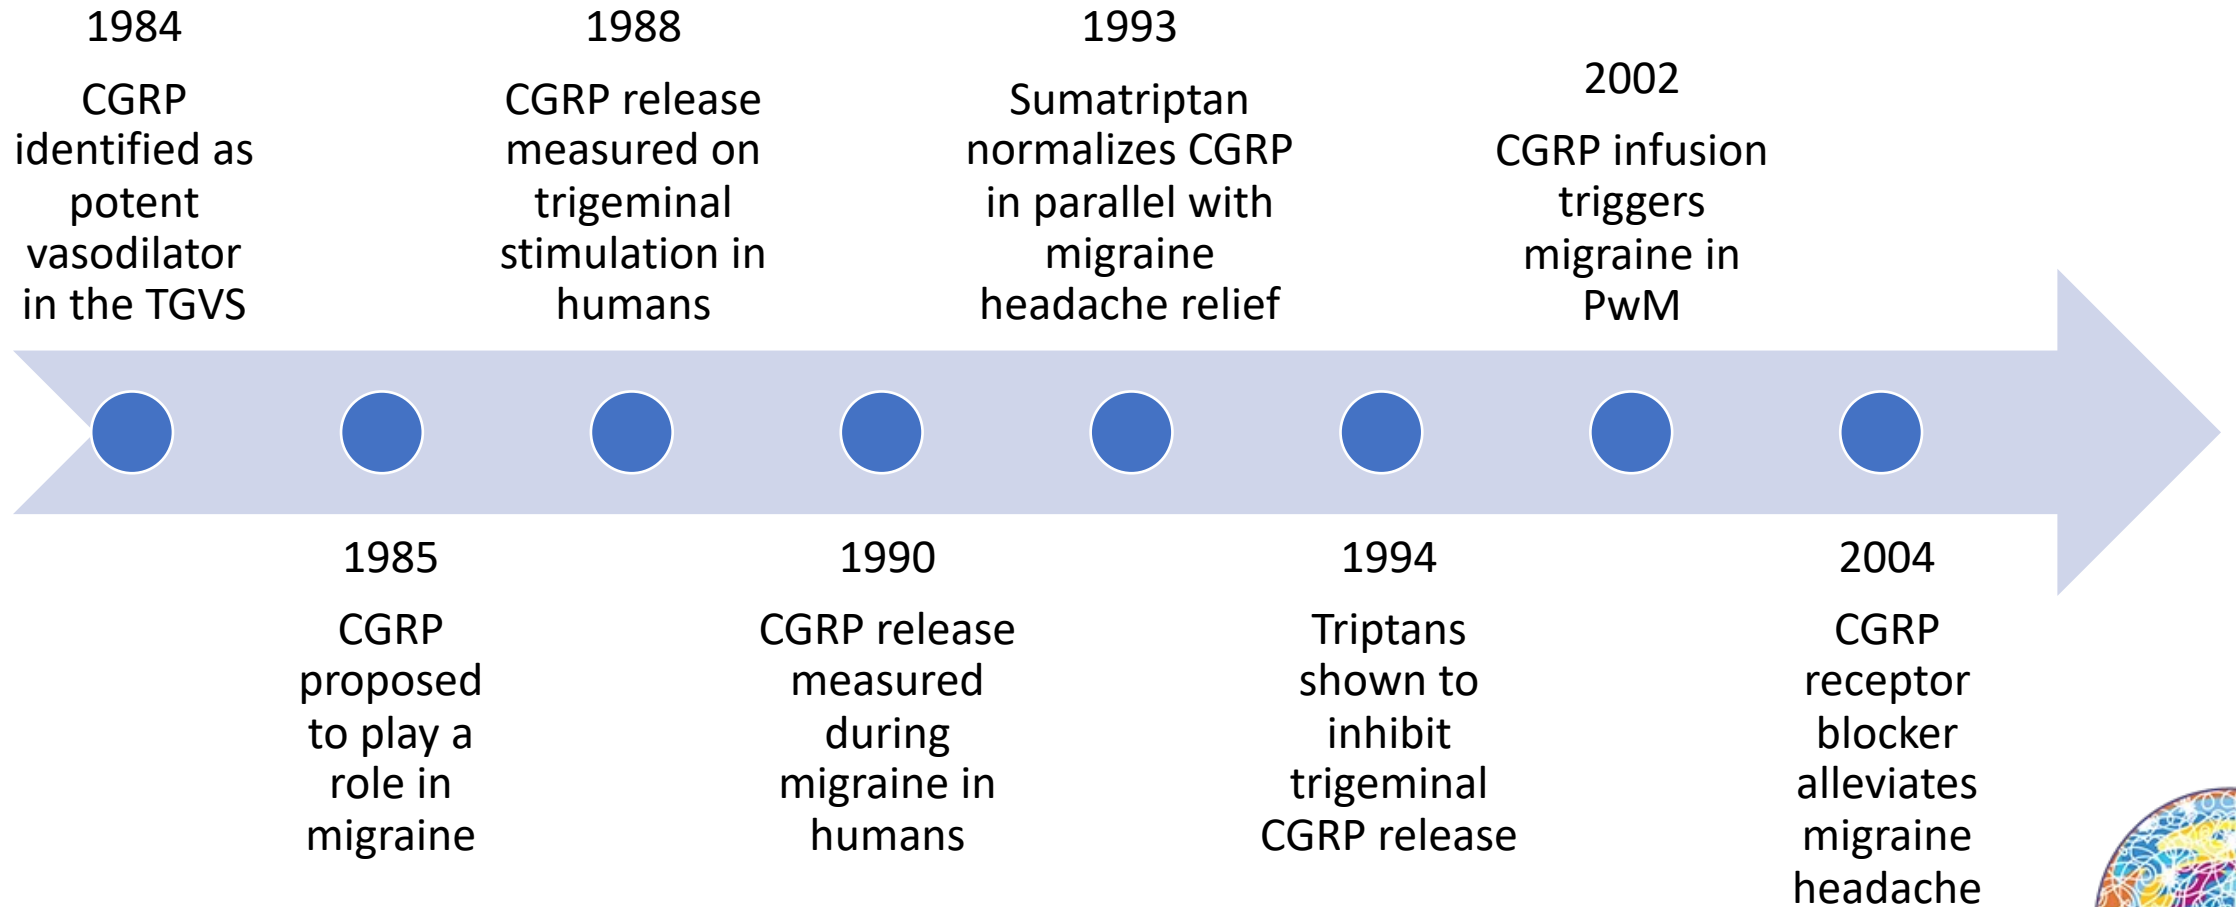 1984
CGRP
identified as
potent
vasodilator
in the TGVS
1985
CGRP
proposed
to play a
role in
migraine
1988
CGRP release
measured on
trigeminal
stimulation in
humans
1990
CGRP release
measured
during
migraine in
humans
1993
Sumatriptan
normalizes CGRP
in parallel with
migraine
headache relief
1994
Triptans
shown to
inhibit
trigeminal
CGRP release
2002
CGRP infusion
triggers
migraine in
PwM
2004
CGRP
receptor
blocker
alleviates
migraine
headache